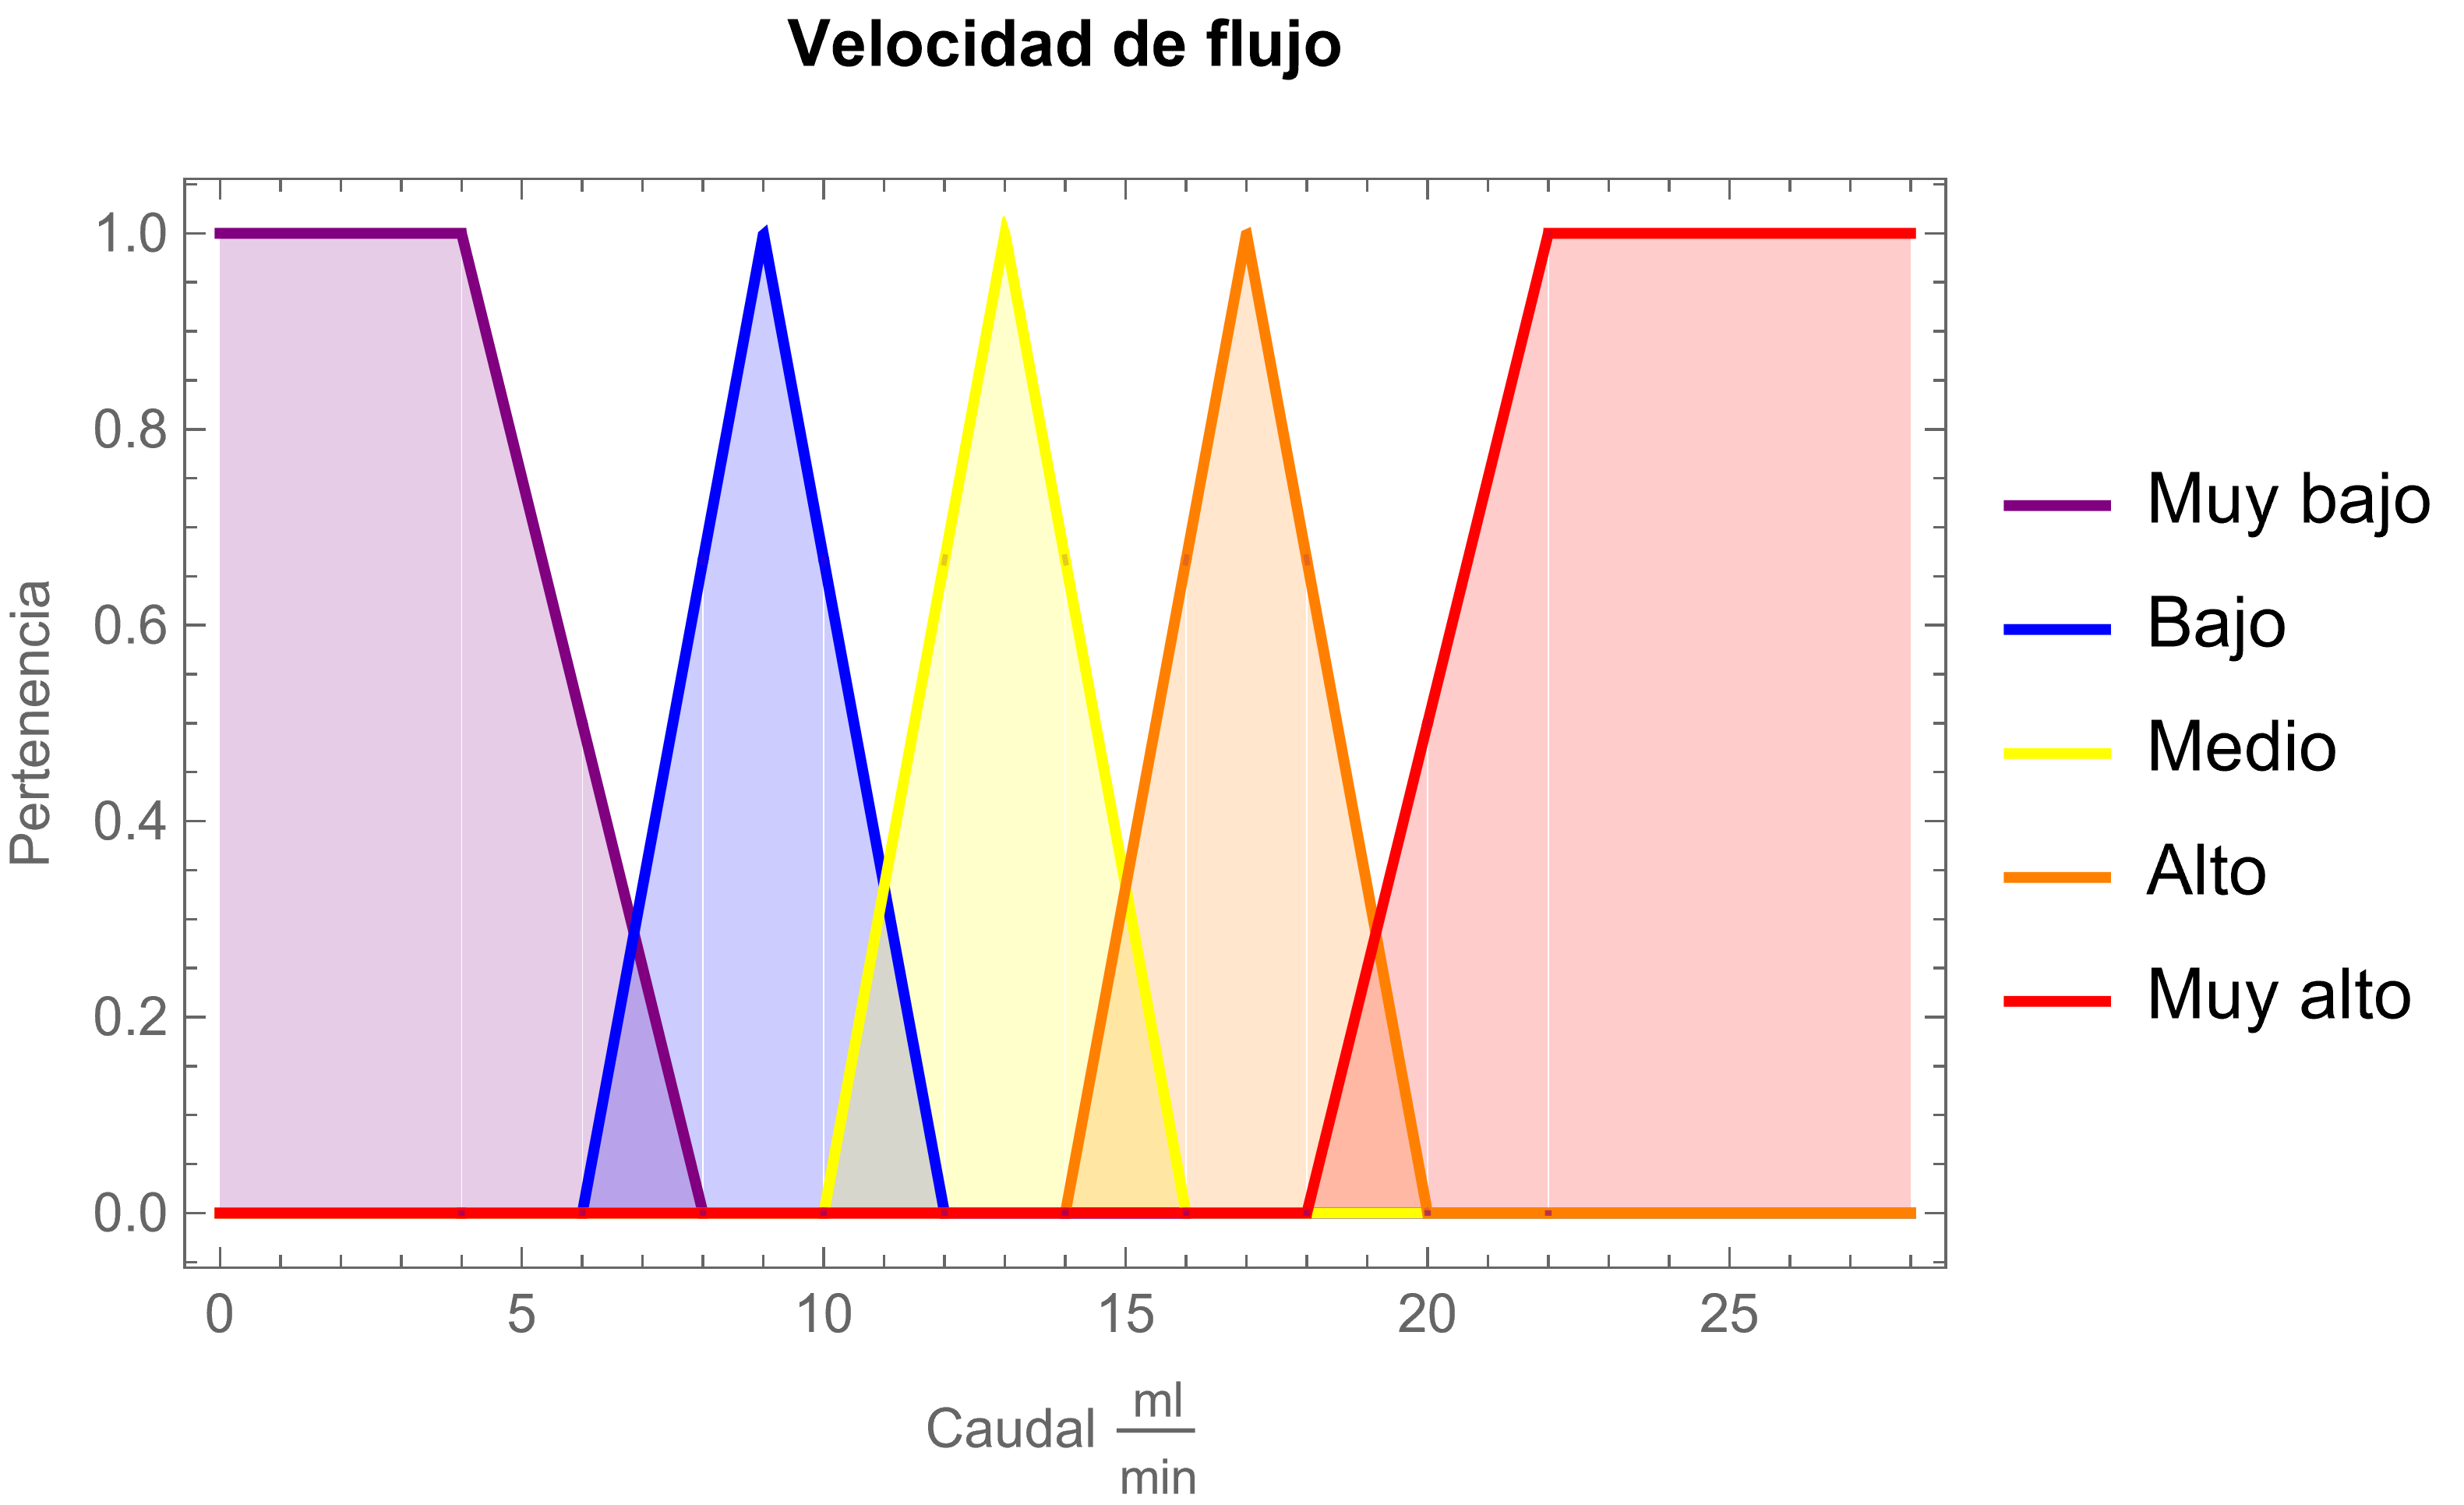 Velocidad de flujo
Pertenencia
1.0
0.8
0.6
0.4
0.2
0.0
0 5 10 15 20 25
Caudal ml/min
Muy bajo
Bajo
Medio
Alto
Muy alto